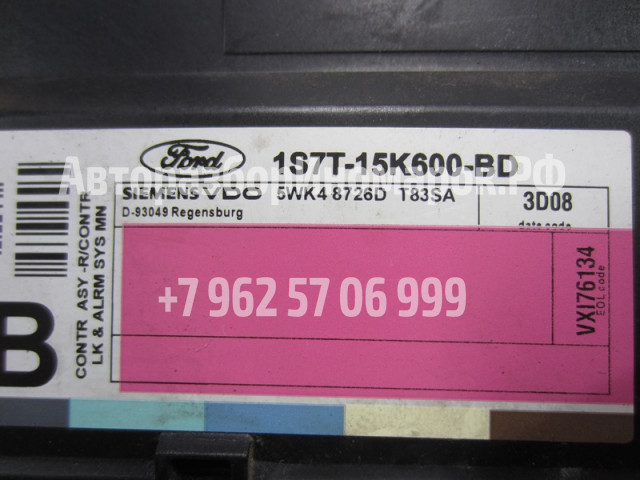 Ford
1S7T-15K600-BD
SIEMENS VDO 5WK4 8726D T83SA
D-93049 Regensburg
3D08
date code
VXI76134
EOL code
CONTR ASY -R/CONTR
LK & ALRM SYS MN
B
+7 962 57 06 999